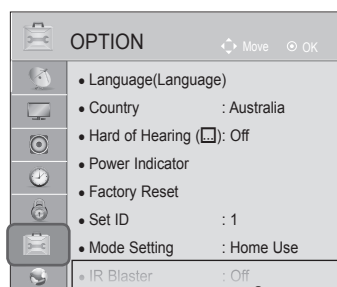 OPTION Move OK
• Language(Language)
• Country : Australia
• Hard of Hearing (...): Off
• Power Indicator
• Factory Reset
• Set ID : 1
• Mode Setting : Home Use
• IR Blaster : Off